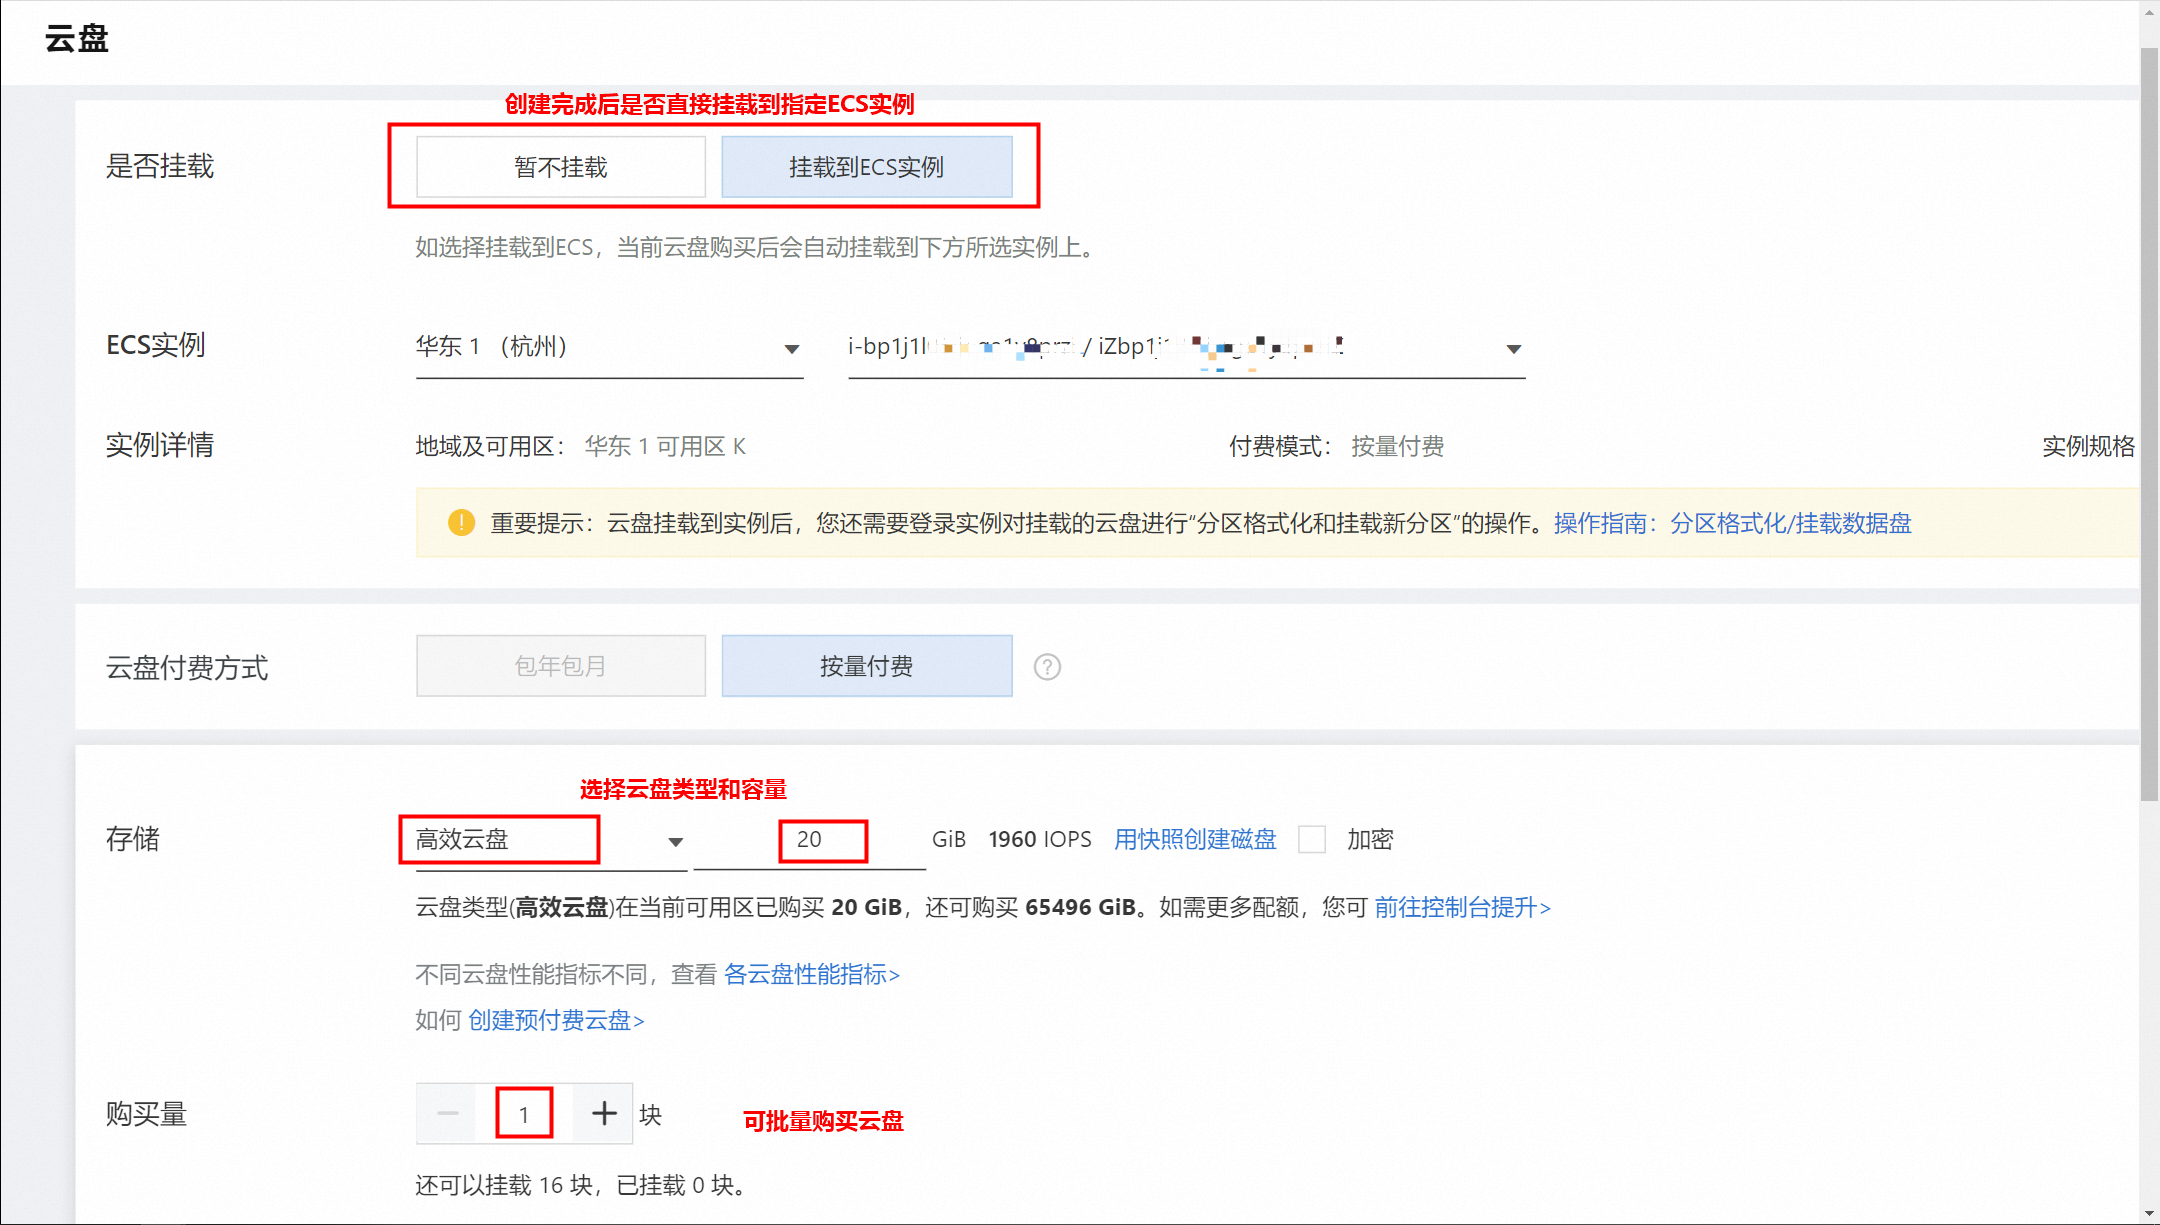 云盘
创建完成后是否直接挂载到指定ECS实例
是否挂载 暂不挂载 挂载到ECS实例
如选择挂载到ECS，当前云盘购买后会自动挂载到下方所选实例上。
ECS实例 华东 1 （杭州） i-bp1j1l / iZbp1j
实例详情 地域及可用区： 华东 1 可用区 K 付费模式： 按量付费 实例规格
重要提示：云盘挂载到实例后，您还需要登录实例对挂载的云盘进行“分区格式化和挂载新分区”的操作。操作指南：分区格式化/挂载数据盘
云盘付费方式 包年包月 按量付费
选择云盘类型和容量
存储 高效云盘 20 GiB 1960 IOPS 用快照创建磁盘 加密
云盘类型(高效云盘)在当前可用区已购买 20 GiB，还可购买 65496 GiB。如需更多配额，您可 前往控制台提升>
不同云盘性能指标不同，查看 各云盘性能指标>
如何 创建预付费云盘>
购买量 1 块 可批量购买云盘
还可以挂载 16 块，已挂载 0 块。